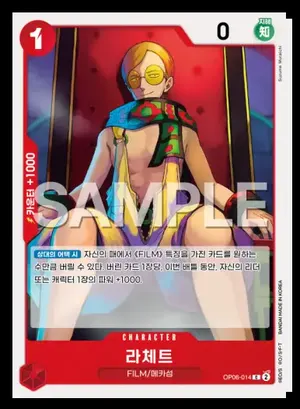 1
0
지혜
知
카운터 +1000
SAMPLE
상대의 어택 시 자신의 패에서 《FILM》 특징을 가진 카드를 원하는
수만큼 버릴 수 있다. 버린 카드 1장당, 이번 배틀 동안, 자신의 리더
또는 캐릭터 1장의 파워 +1000.
CHARACTER
라체트
FILM/메카성
OP06-014 R 2